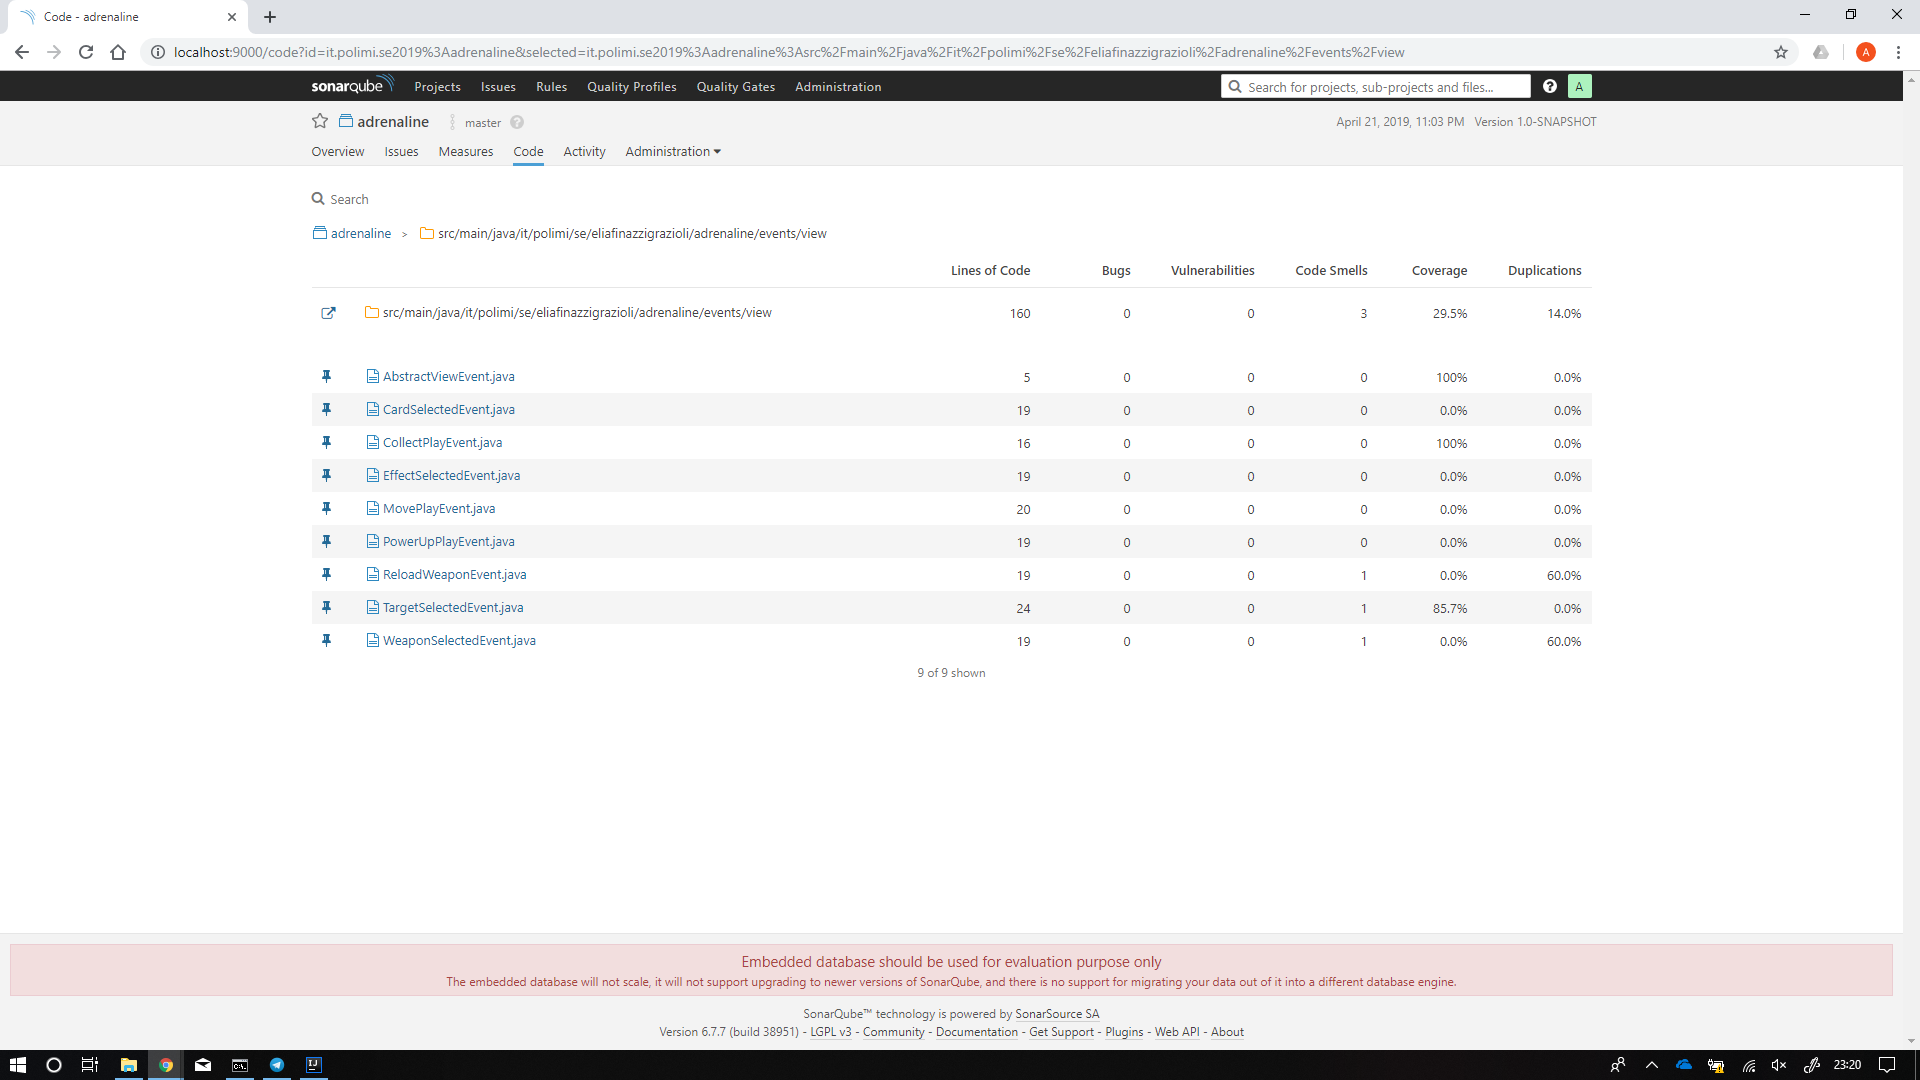 Code - adrenaline
localhost:9000/code?id=it.polimi.se2019%3Aadrenaline&selected=it.polimi.se2019%3Aadrenaline%3Asrc%2Fmain%2Fjava%2Fit%2Fpolimi%2Fse%2Feliafinazzigrazioli%2Fadrenaline%2Fevents%2Fview
A
sonarqube Projects Issues Rules Quality Profiles Quality Gates Administration Search for projects, sub-projects and files... A
adrenaline master April 21, 2019, 11:03 PM Version 1.0-SNAPSHOT
Overview Issues Measures Code Activity Administration
Search
adrenaline > src/main/java/it/polimi/se/eliafinazzigrazioli/adrenaline/events/view
Lines of Code Bugs Vulnerabilities Code Smells Coverage Duplications
src/main/java/it/polimi/se/eliafinazzigrazioli/adrenaline/events/view 160 0 0 3 29.5% 14.0%
AbstractViewEvent.java 5 0 0 0 100% 0.0%
CardSelectedEvent.java 19 0 0 0 0.0% 0.0%
CollectPlayEvent.java 16 0 0 0 100% 0.0%
EffectSelectedEvent.java 19 0 0 0 0.0% 0.0%
MovePlayEvent.java 20 0 0 0 0.0% 0.0%
PowerUpPlayEvent.java 19 0 0 0 0.0% 0.0%
ReloadWeaponEvent.java 19 0 0 1 0.0% 60.0%
TargetSelectedEvent.java 24 0 0 1 85.7% 0.0%
WeaponSelectedEvent.java 19 0 0 1 0.0% 60.0%
9 of 9 shown
Embedded database should be used for evaluation purpose only
The embedded database will not scale, it will not support upgrading to newer versions of SonarQube, and there is no support for migrating your data out of it into a different database engine.
SonarQube™ technology is powered by SonarSource SA
Version 6.7.7 (build 38951) - LGPL v3 - Community - Documentation - Get Support - Plugins - Web API - About
23:20